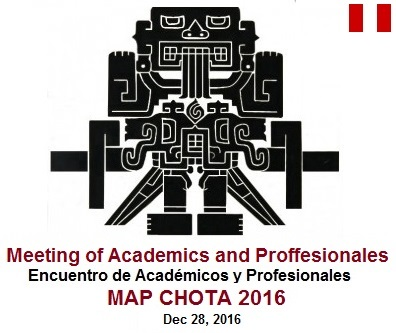 Meeting of Academics and Proffesionales
Encuentro de Académicos y Profesionales
MAP CHOTA 2016
Dec 28, 2016